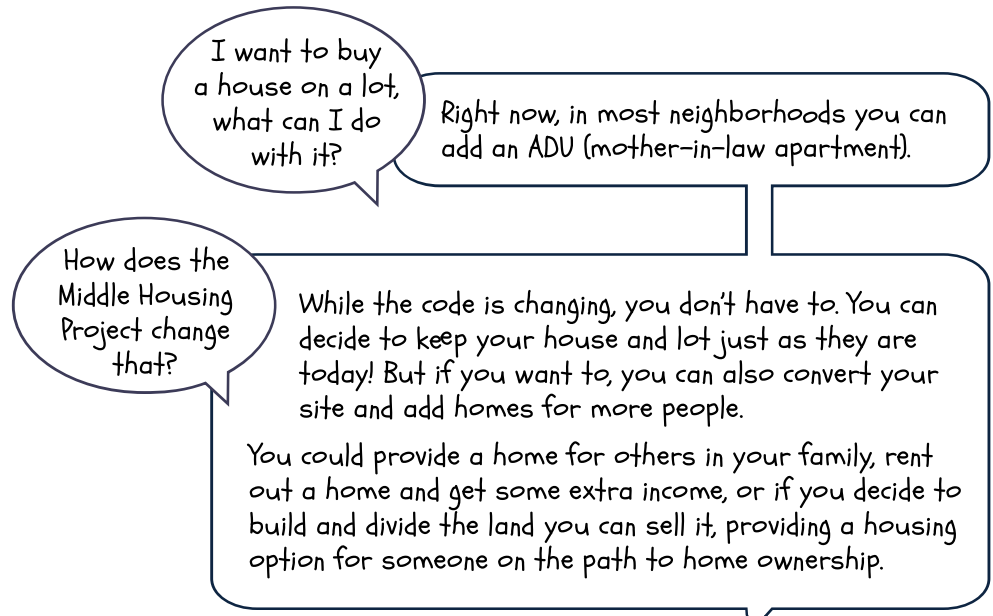 I want to buy
a house on a lot,
what can I do
with it?
Right now, in most neighborhoods you can
add an ADU (mother-in-law apartment).
How does the
Middle Housing
Project change
that?
While the code is changing, you don't have to. You can
decide to keep your house and lot just as they are
today! But if you want to, you can also convert your
site and add homes for more people.
You could provide a home for others in your family, rent
out a home and get some extra income, or if you decide to
build and divide the land you can sell it, providing a housing
option for someone on the path to home ownership.